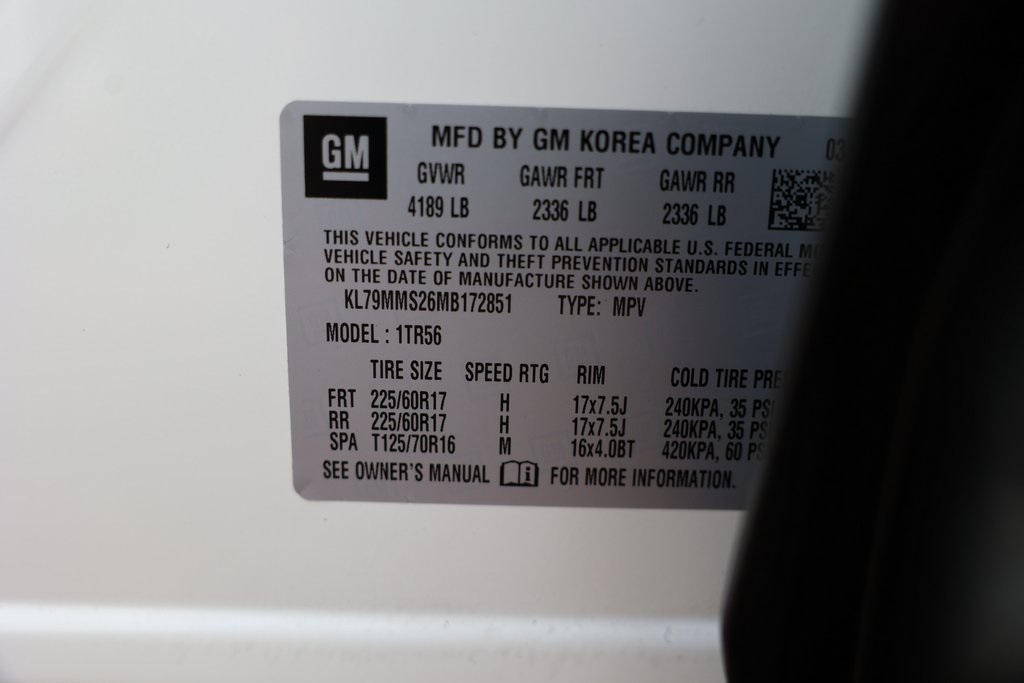 GM
MFD BY GM KOREA COMPANY 03
GVWR GAWR FRT GAWR RR
4189 LB 2336 LB 2336 LB
THIS VEHICLE CONFORMS TO ALL APPLICABLE U.S. FEDERAL
VEHICLE SAFETY AND THEFT PREVENTION STANDARDS IN
ON THE DATE OF MANUFACTURE SHOWN ABOVE.
KL79MMS26MB172851 TYPE: MPV
MODEL : 1TR56
TIRE SIZE SPEED RTG RIM COLD TIRE
FRT 225/60R17 H 17x7.5J 240KPA, 35 PSI
RR 225/60R17 H 17x7.5J 240KPA, 35
SPA T125/70R16 M 16x4.0BT 420KPA, 60
SEE OWNER'S MANUAL i FOR MORE INFORMATION.